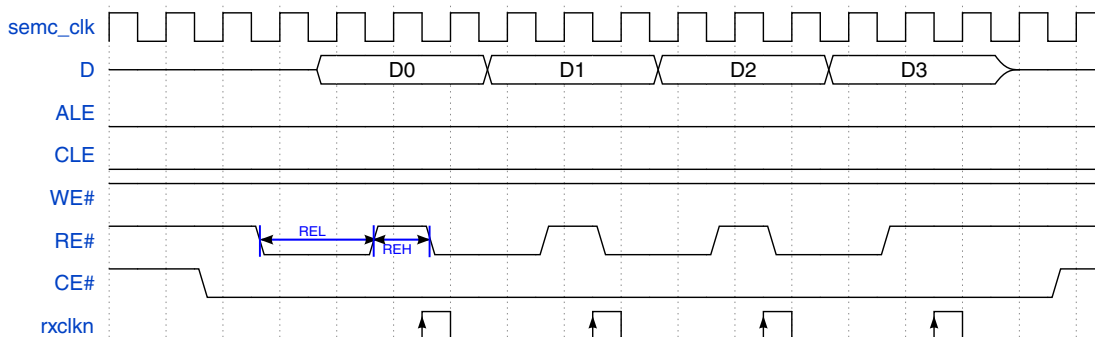 semc_clk
D D0 D1 D2 D3
ALE
CLE
WE#
RE# REL REH
CE#
rxclkn